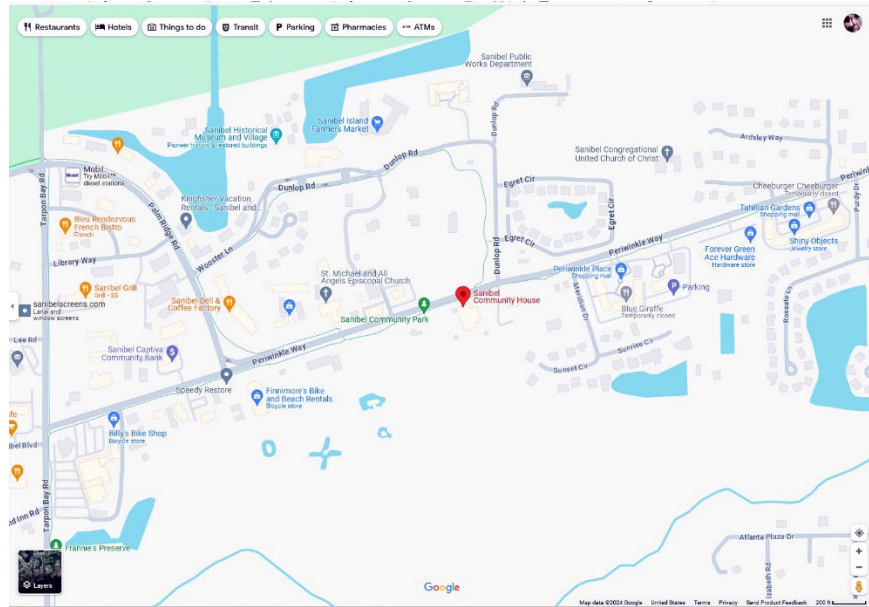 Restaurants
Hotels
Things to do
Transit
Parking
Pharmacies
ATMs
Sanibel Public
Works Department
Dunlop Rd
Sanibel Island
Farmers Market
Sanibel Historical
Museum and Village
Pioneer history & restored buildings
Dunlop Rd
Dunlop Rd
Ardsley Way
Sanibel Congregational
United Church of Christ
Mobil
Mobil
Try Mobil™
diesel stations
Tarpon Bay Rd
Palm Ridge Rd
Kingfisher Vacation
Rentals - Sanibel and...
Egret Cir
Egret Cir
Egret Cir
Cheeburger Cheeburger
Temporarily closed
Periwinkle
Purdy Dr
Tahitian Gardens
Shopping mall
Shiny Objects
Jewelry store
Forever Green
Ace Hardware
Hardware store
Bleu Rendezvous
French Bistro
French
Library Way
Wooster Ln
Dunlop Rd
Periwinkle Way
Periwinkle Place
Shopping mall
Parking
Blue Giraffe
Temporarily closed
Meridian Dr
Roseate Ln
St. Michael and All
Angels Episcopal Church
Sanibel
Community House
Sanibel Community Park
Sanibel Grill
Grill • $$
sanibelscreens.com
Lanai and
window screens
Sanibel Deli &
Coffee Factory
Lee Rd
Sanibel Captiva
Community Bank
Periwinkle Way
Sunrise Cir
Sunset Cir
Speedy Restore
Finnimore's Bike
and Beach Rentals
Bicycle store
Billy's Bike Shop
Bicycle store
ibel Blvd
Tarpon Bay Rd
Frannie's Preserve
Layers
Atlanta Plaza Dr
izabeth Rd
Google
Map data ©2024 Google United States Terms Privacy Send Product Feedback 200 ft